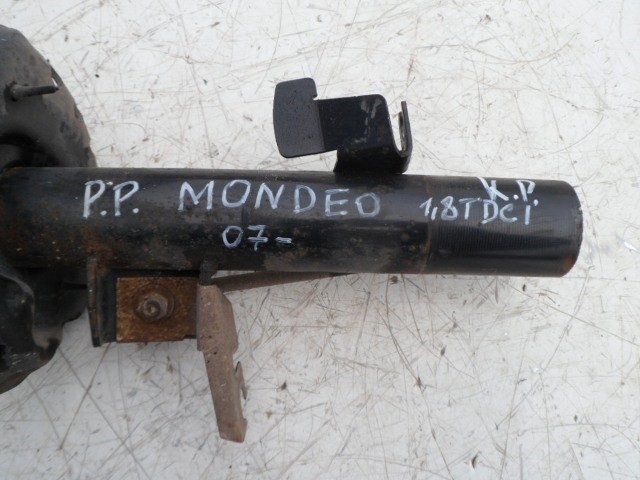 P.P. MONDEO
07-
K.P.
1,8TDCi